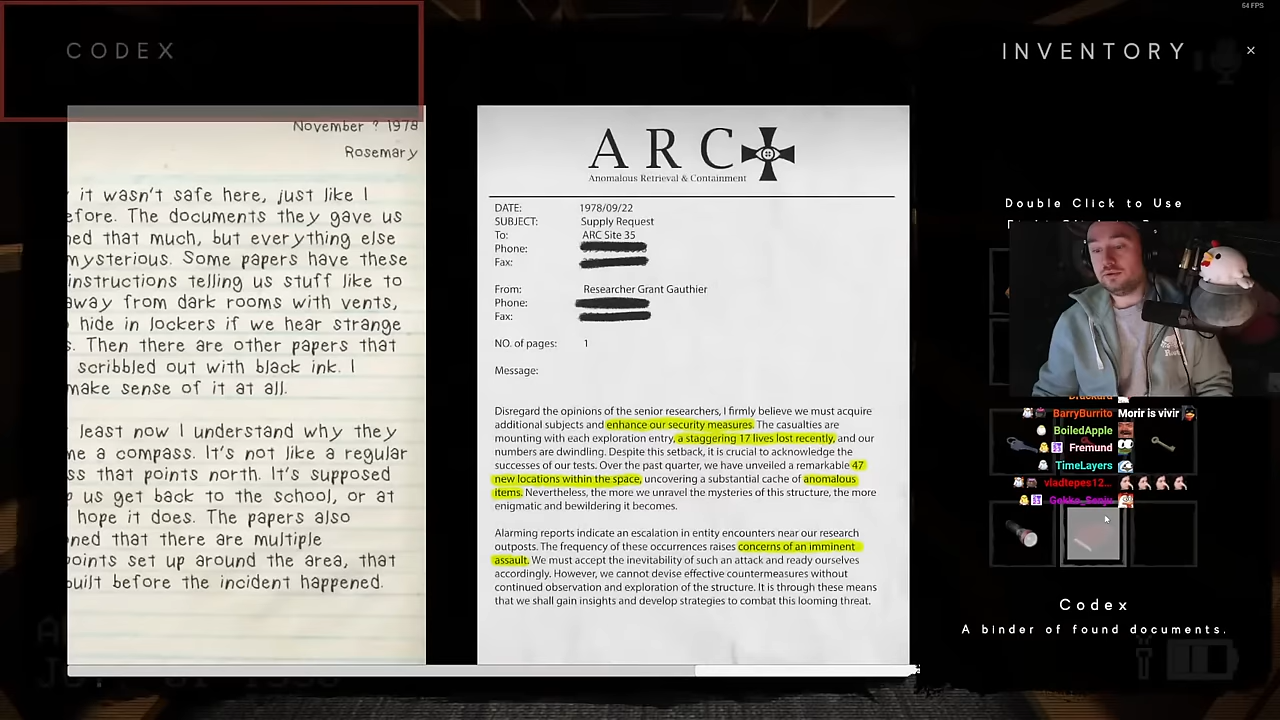 64 FPS
CODEX
INVENTORY
November ? 1978
Rosemary
it wasn't safe here, just like I
efore. The documents they gave us
ned that much, but everything else
mysterious. Some papers have these
instructions telling us stuff like to
away from dark rooms with vents,
hide in lockers if we hear strange
s. Then there are other papers that
scribbled out with black ink. I
make sense of it at all.
least now I understand why they
me a compass. It's not like a regular
ss that points north. It's supposed
us get back to the school, or at
hope it does. The papers also
oned that there are multiple
points set up around the area, that
built before the incident happened.
ARC
Anomalous Retrieval & Containment
DATE: 1978/09/22
SUBJECT: Supply Request
To: ARC Site 35
Phone:
Fax:
From: Researcher Grant Gauthier
Phone:
Fax:
NO. of pages: 1
Message:
Disregard the opinions of the senior researchers, I firmly believe we must acquire
additional subjects and enhance our security measures. The casualties are
mounting with each exploration entry, a staggering 17 lives lost recently, and our
numbers are dwindling. Despite this setback, it is crucial to acknowledge the
successes of our tests. Over the past quarter, we have unveiled a remarkable 47
new locations within the space, uncovering a substantial cache of anomalous
items. Nevertheless, the more we unravel the mysteries of this structure, the more
enigmatic and bewildering it becomes.
Alarming reports indicate an escalation in entity encounters near our research
outposts. The frequency of these occurrences raises concerns of an imminent
assault. We must accept the inevitability of such an attack and ready ourselves
accordingly. However, we cannot devise effective countermeasures without
continued observation and exploration of the structure. It is through these means
that we shall gain insights and develop strategies to combat this looming threat.
Double Click to Use
BarryBurrito Morir is vivir
BoiledApple
Fremund
TimeLayers
vladtepes12...
Codex
A binder of found documents.